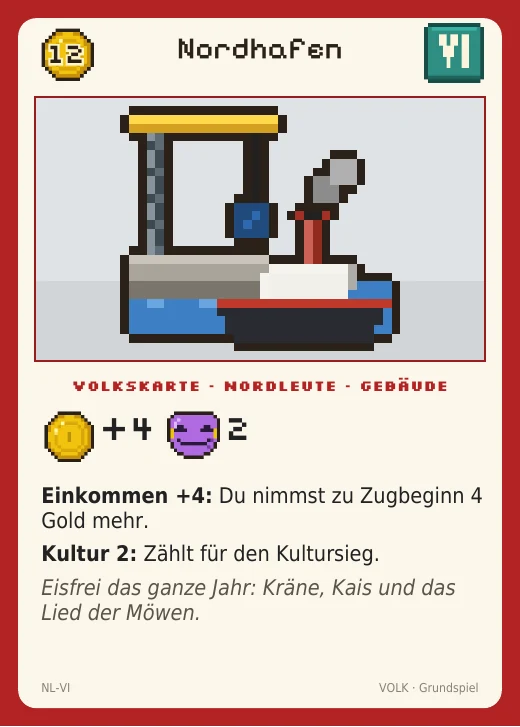 12
Nordhafen
VI
VOLKSKARTE - NORDLEUTE - GEBÄUDE
+4 2
Einkommen +4: Du nimmst zu Zugbeginn 4
Gold mehr.
Kultur 2: Zählt für den Kultursieg.
Eisfrei das ganze Jahr: Kräne, Kais und das
Lied der Möwen.
NL-VI
VOLK · Grundspiel